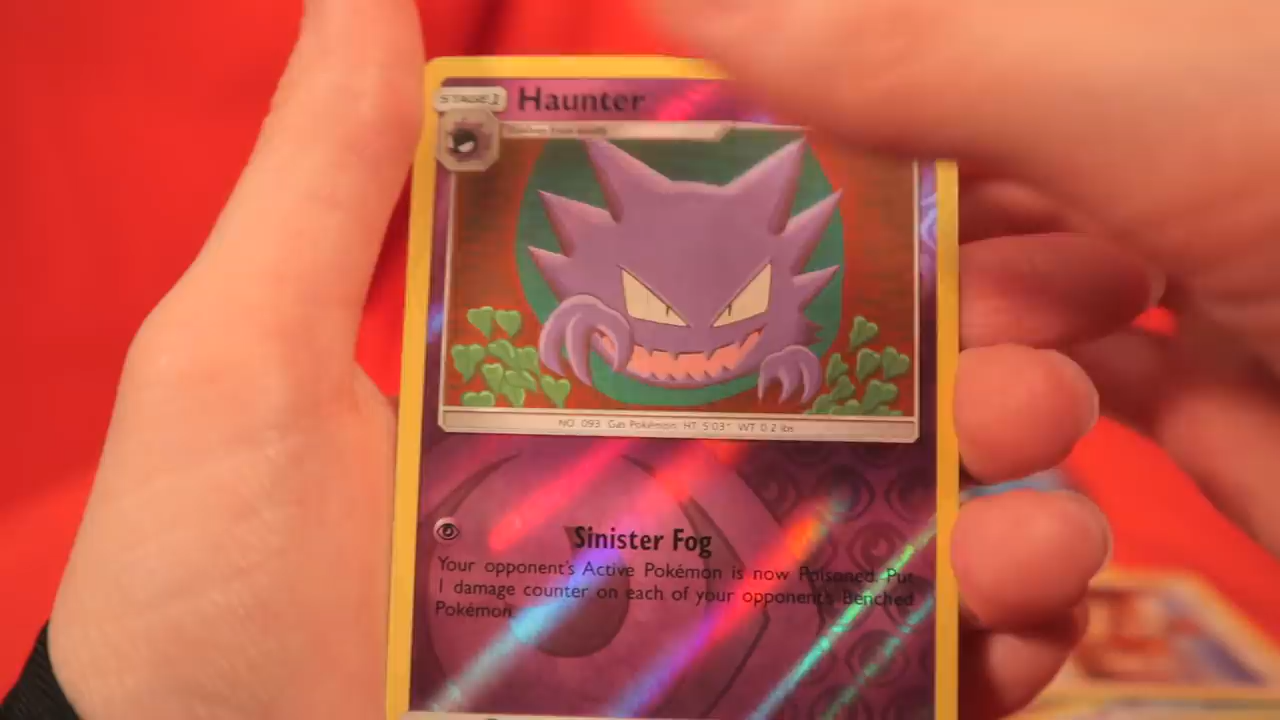 STAGE 1
Haunter
NO. 093 Gas Pokémon HT 5'03" WT 0.2 lbs
Sinister Fog
Your opponent's Active Pokémon is now Poisoned. Put
1 damage counter on each of your opponent's Benched
Pokémon.